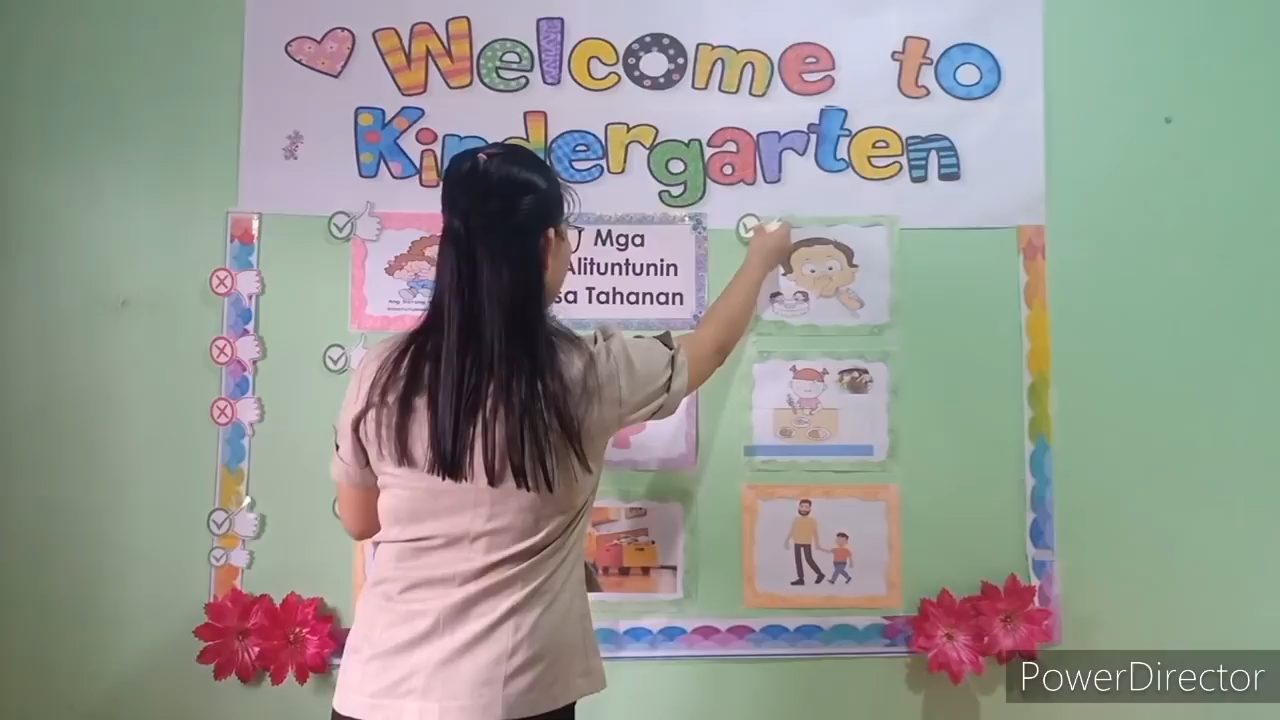 Welcome to
Kindergarten
Mga
Alituntunin
sa Tahanan
PowerDirector